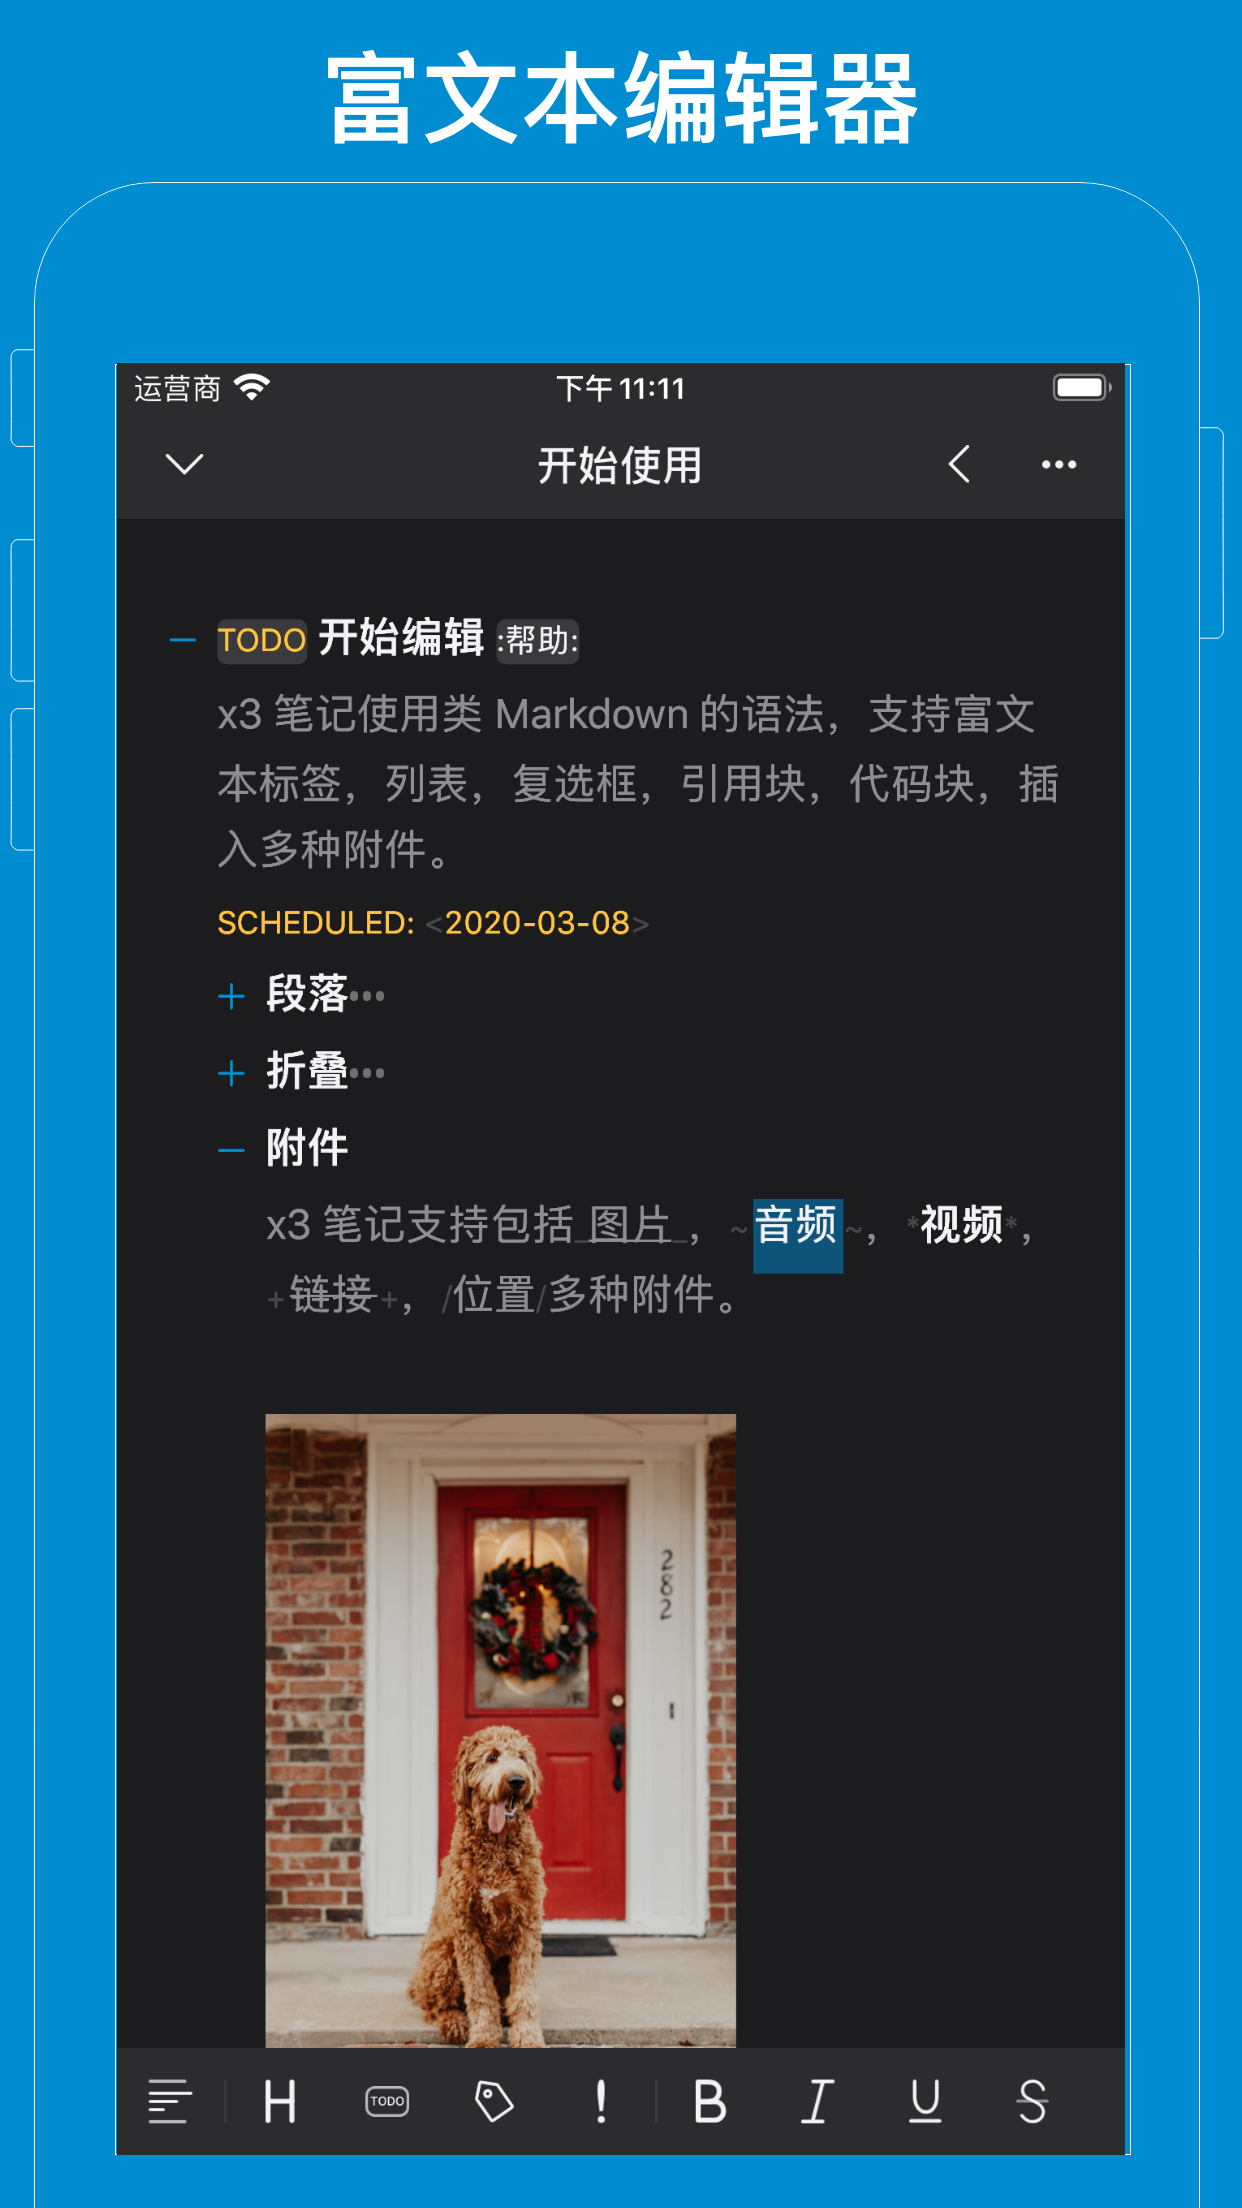 富文本编辑器
运营商 下午 11:11
开始使用
TODO 开始编辑 :帮助:
x3 笔记使用类 Markdown 的语法，支持富文
本标签，列表，复选框，引用块，代码块，插
入多种附件。
SCHEDULED: <2020-03-08>
段落•••
折叠•••
附件
x3 笔记支持包括_图片_，~音频~，*视频*，
+链接+，/位置/多种附件。
282
H TODO ! B I U S